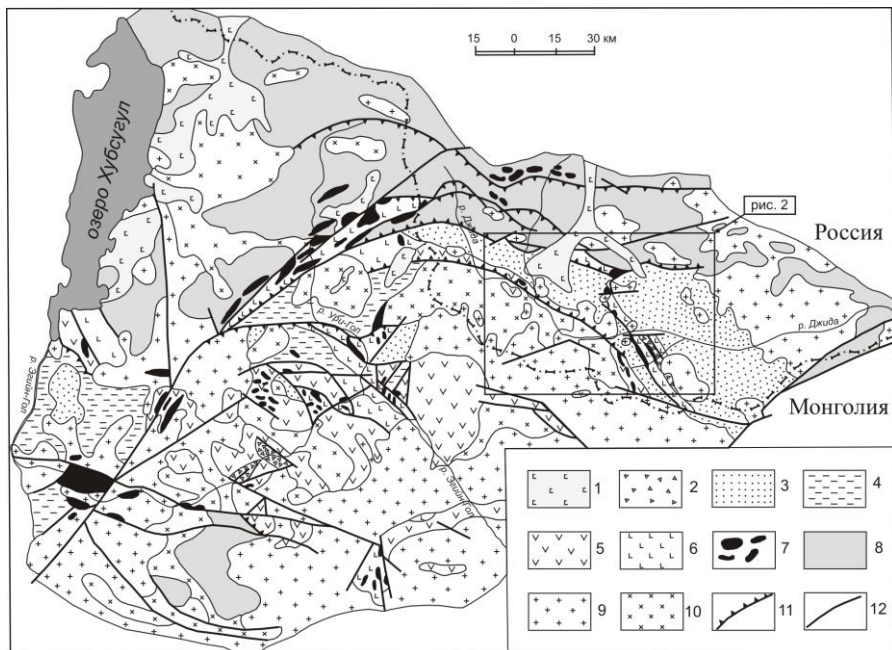 15 0 15 30 км
озеро Хубсугул
р. Джида
рис. 2
Россия
р. Ури-Гол
р. Джида
р. Эгийн-Гол
Монголия
р. Эгийн-Гол
1 2 3 4
5 6 7 8
9 10 11 12